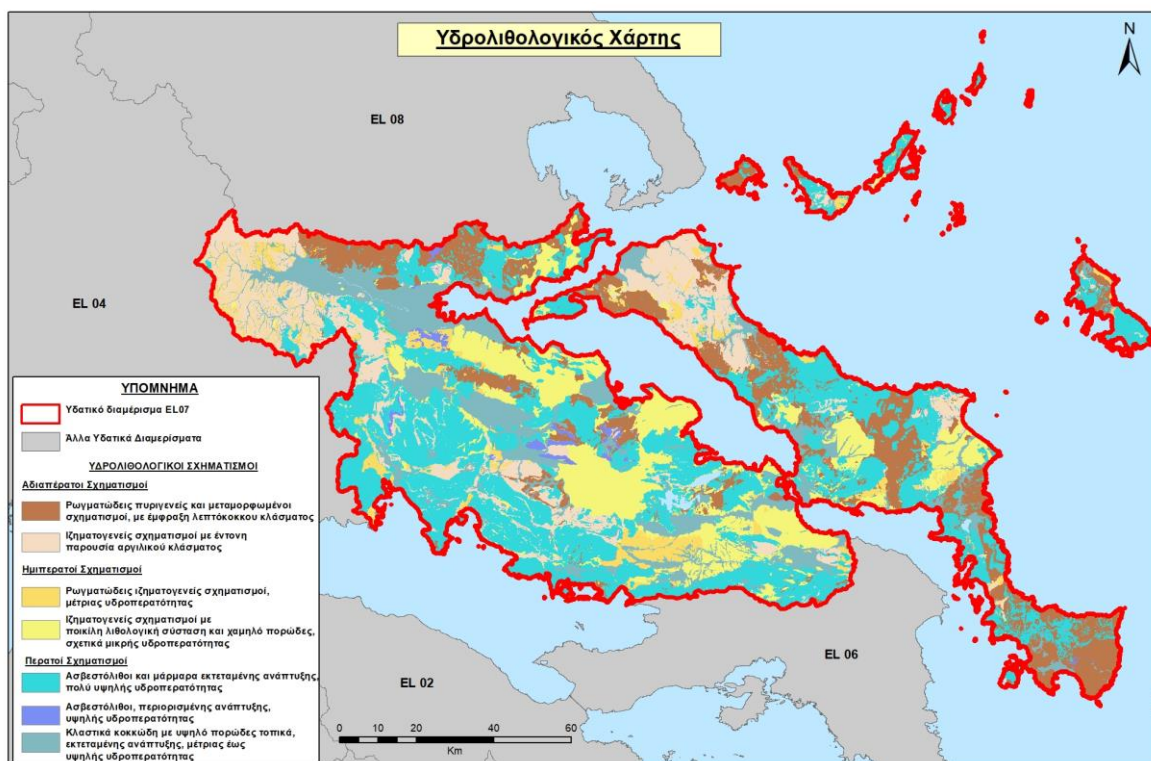 Υδρολιθολογικός Χάρτης
N
EL 08
EL 04
EL 06
EL 02
ΥΠΟΜΝΗΜΑ
Υδατικό διαμέρισμα EL07
Άλλα Υδατικά Διαμερίσματα
ΥΔΡΟΛΙΘΟΛΟΓΙΚΟΙ ΣΧΗΜΑΤΙΣΜΟΙ
Αδιαπέρατοι Σχηματισμοί
Ρωγματώδεις πυριγενείς και μεταμορφωμένοι
σχηματισμοί, με έμφραξη λεπτόκοκκου κλάσματος
Ιζηματογενείς σχηματισμοί με έντονη
παρουσία αργιλικού κλάσματος
Ημιπερατοί Σχηματισμοί
Ρωγματώδεις ιζηματογενείς σχηματισμοί,
μέτριας υδροπερατότητας
Ιζηματογενείς σχηματισμοί με
ποικίλη λιθολογική σύσταση και χαμηλό πορώδες,
σχετικά μικρής υδροπερατότητας
Περατοί Σχηματισμοί
Ασβεστόλιθοι και μάρμαρα εκτεταμένης ανάπτυξης,
πολύ υψηλής υδροπερατότητας
Ασβεστόλιθοι, περιορισμένης ανάπτυξης,
υψηλής υδροπερατότητας
Κλαστικά κοκκώδη με υψηλό πορώδες τοπικά,
εκτεταμένης ανάπτυξης, μέτριας έως
υψηλής υδροπερατότητας
0 10 20 40 60
Km